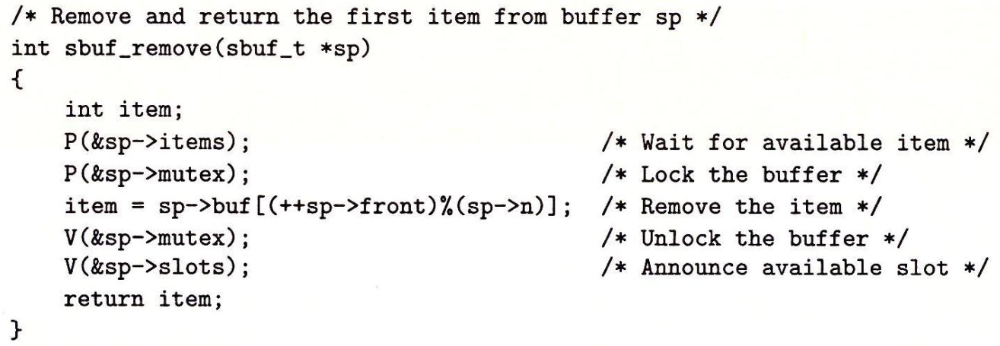 /* Remove and return the first item from buffer sp */
int sbuf_remove(sbuf_t *sp)
{
    int item;
    P(&sp->items);                          /* Wait for available item */
    P(&sp->mutex);                          /* Lock the buffer */
    item = sp->buf[(++sp->front)%(sp->n)];  /* Remove the item */
    V(&sp->mutex);                          /* Unlock the buffer */
    V(&sp->slots);                          /* Announce available slot */
    return item;
}